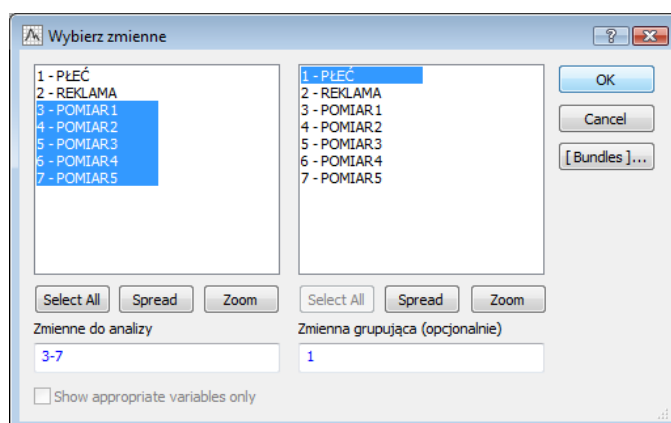 Wybierz zmienne
1 - PŁEĆ
2 - REKLAMA
3 - POMIAR1
4 - POMIAR2
5 - POMIAR3
6 - POMIAR4
7 - POMIAR5
1 - PŁEĆ
2 - REKLAMA
3 - POMIAR1
4 - POMIAR2
5 - POMIAR3
6 - POMIAR4
7 - POMIAR5
OK
Cancel
[ Bundles ]...
Select All Spread Zoom
Select All Spread Zoom
Zmienne do analizy
3-7
Zmienna grupująca (opcjonalnie)
1
Show appropriate variables only